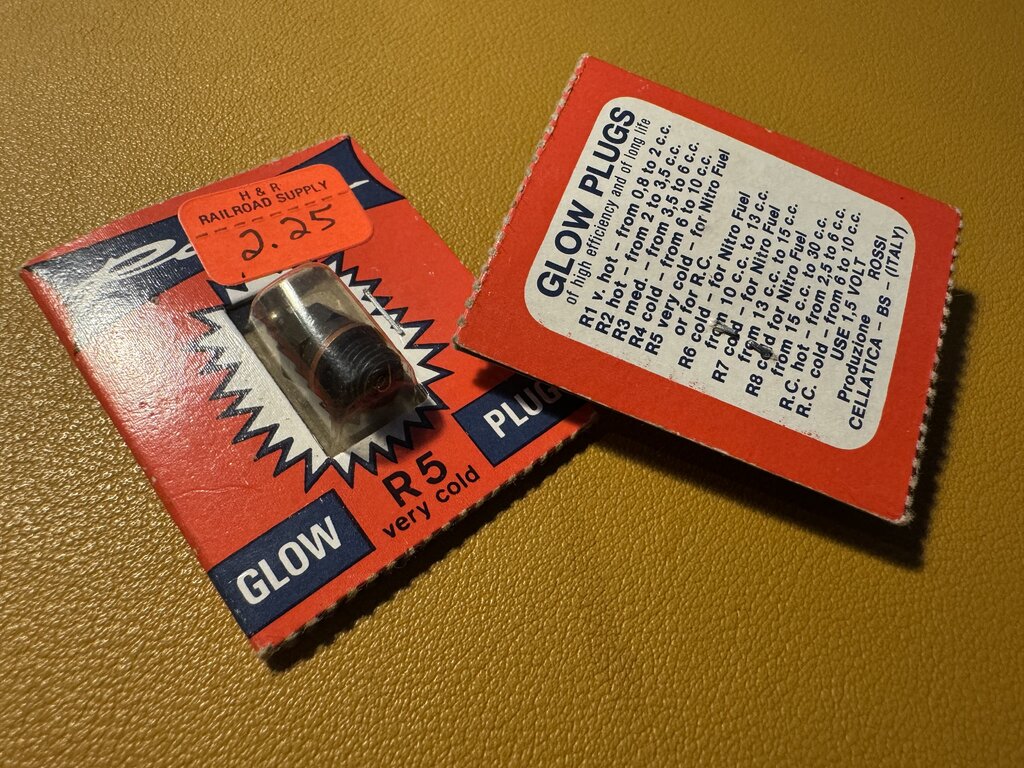 H & R
RAILROAD SUPPLY
2.25
R5
very cold
GLOW
PLUG
GLOW PLUGS
of high efficiency and of long life
R1 v. hot - from 0.8 to 2 c.c.
R2 hot - from 2 to 3,5 c.c.
R3 med. - from 3,5 to 6 c.c.
R4 cold - from 6 to 10 c.c.
R5 very cold - for Nitro Fuel
or for R.C.
R6 cold - for Nitro Fuel
from 10 c.c. to 13 c.c.
R7 cold - for Nitro Fuel
from 13 c.c. to 15 c.c.
R8 cold for Nitro Fuel
from 15 c.c. to 30 c.c.
R.C. hot - from 2.5 to 6 c.c.
R.C. cold - from 6 to 10 c.c.
USE 1.5 VOLT
Produzione ROSSI
CELLATICA - BS - (ITALY)